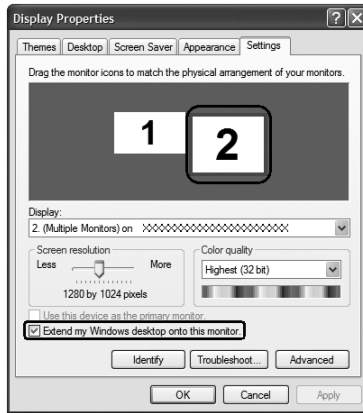 Display Properties
Themes Desktop Screen Saver Appearance Settings
Drag the monitor icons to match the physical arrangement of your monitors.
1 2
Display:
2. (Multiple Monitors) on XXXXXXXXXXXXXXXXXXXXXXX
Screen resolution Color quality
Less More Highest (32 bit)
1280 by 1024 pixels
Use this device as the primary monitor.
Extend my Windows desktop onto this monitor.
Identify Troubleshoot... Advanced
OK Cancel Apply